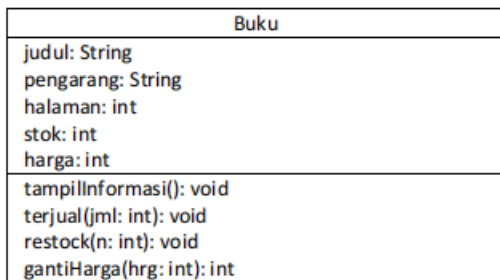 Buku
judul: String
pengarang: String
halaman: int
stok: int
harga: int
tampilInformasi(): void
terjual(jml: int): void
restock(n: int): void
gantiHarga(hrg: int): int